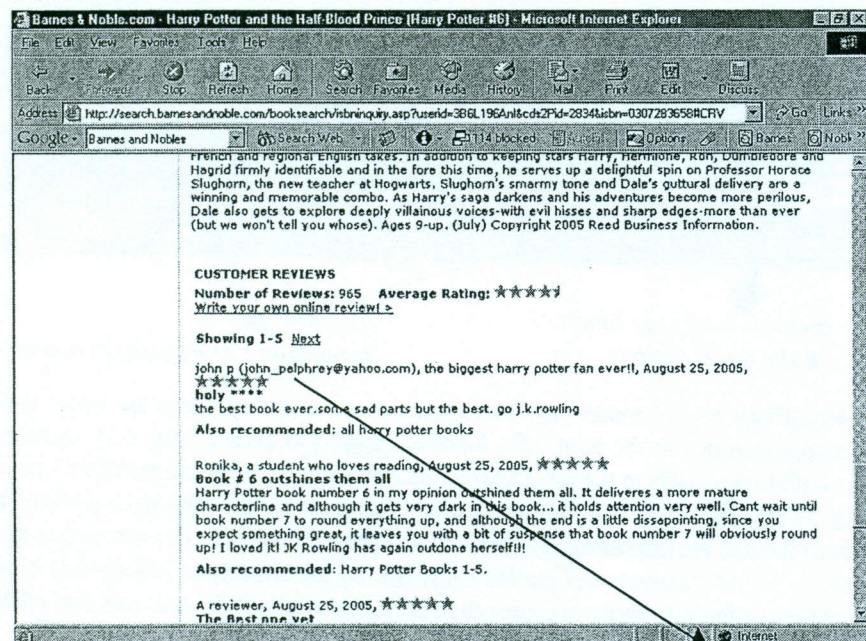 Barnes & Noble.com - Harry Potter and the Half-Blood Prince [Harry Potter #6] - Microsoft Internet Explorer
File Edit View Favorites Tools Help
Back Forward Stop Refresh Home Search Favorites Media History Mail Print Edit Discuss
Address http://search.barnesandnoble.com/booksearch/isbninquiry.asp?userid=3B6L196AnI&cds2Pid=2834&isbn=0307283658#CRV Go Links
Google - Barnes and Nobles Search Web 114 blocked Options Barnes Nobl
French and regional English takes. In addition to keeping stars Harry, Hermione, Ron, Dumbledore and
Hagrid firmly identifiable and in the fore this time, he serves up a delightful spin on Professor Horace
Slughorn, the new teacher at Hogwarts. Slughorn's smarmy tone and Dale's guttural delivery are a
winning and memorable combo. As Harry's saga darkens and his adventures become more perilous,
Dale also gets to explore deeply villainous voices-with evil hisses and sharp edges-more than ever
(but we won't tell you whose). Ages 9-up. (July) Copyright 2005 Reed Business Information.
CUSTOMER REVIEWS
Number of Reviews: 965 Average Rating:
Write your own online review! >
Showing 1-5 Next
john p (john_pelphrey@yahoo.com), the biggest harry potter fan ever!!, August 25, 2005,
holy ****
the best book ever.some sad parts but the best. go j.k.rowling
Also recommended: all harry potter books
Ronika, a student who loves reading, August 25, 2005,
Book # 6 outshines them all
Harry Potter book number 6 in my opinion outshined them all. It deliveres a more mature
characterline and although it gets very dark in this book... it holds attention very well. Cant wait until
book number 7 to round everything up, and although the end is a little dissapointing, since you
expect something great, it leaves you with a bit of suspense that book number 7 will obviously round
up! I loved it! JK Rowling has again outdone herself!!!
Also recommended: Harry Potter Books 1-5.
A reviewer, August 25, 2005,
The Best one yet
Internet